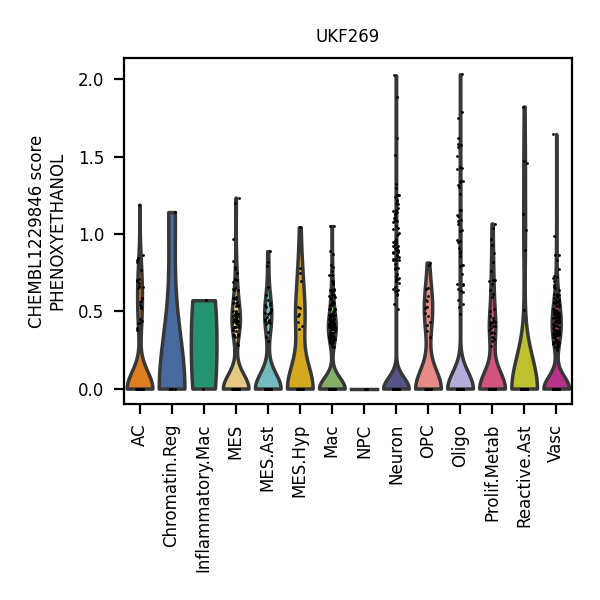 UKF269
CHEMBL1229846 score
PHENOXYETHANOL
2.0
1.5
1.0
0.5
0.0
AC
Chromatin.Reg
Inflammatory.Mac
MES
MES.Ast
MES.Hyp
Mac
NPC
Neuron
OPC
Oligo
Prolif.Metab
Reactive.Ast
Vasc